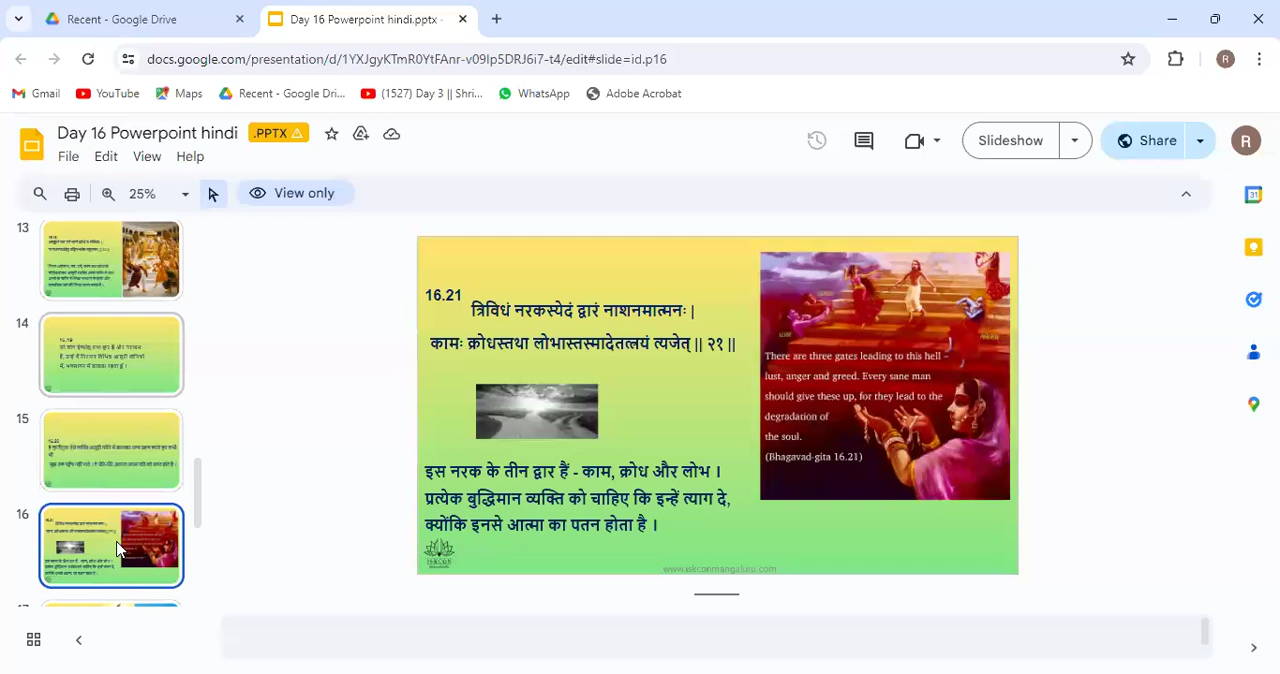 Recent - Google Drive
Day 16 Powerpoint hindi.pptx -
docs.google.com/presentation/d/1YXJgyKTmR0YtFAnr-v09Ip5DRJ6i7-t4/edit#slide=id.p16
R
Gmail
YouTube
Maps
Recent - Google Dri...
(1527) Day 3 || Shri...
WhatsApp
Adobe Acrobat
Day 16 Powerpoint hindi
.PPTX
File Edit View Help
Slideshow
Share
R
25%
View only
31
13
14
15
16
16.21
त्रिविधं नरकस्येदं द्वारं नाशनमात्मनः |
कामः क्रोधस्तथा लोभास्तस्मादेतत्त्रयं त्यजेत् || २१ ||
There are three gates leading to this hell –
lust, anger and greed. Every sane man
should give these up, for they lead to the
degradation of
the soul.
(Bhagavad-gita 16.21)
इस नरक के तीन द्वार हैं - काम, क्रोध और लोभ ।
प्रत्येक बुद्धिमान व्यक्ति को चाहिए कि इन्हें त्याग दे,
क्योंकि इनसे आत्मा का पतन होता है ।
ISKCON
www.iskconmangaluru.com